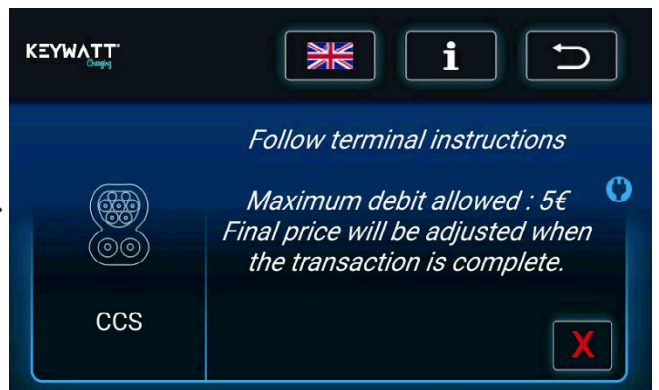 KEYWATT
Charging
i
Follow terminal instructions
Maximum debit allowed : 5€
Final price will be adjusted when
the transaction is complete.
CCS
X